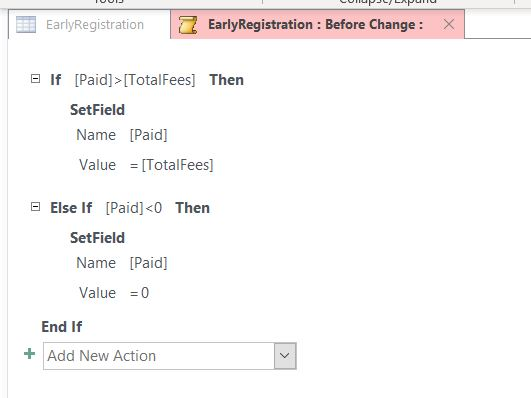 Tools Collapse/Expand
EarlyRegistration EarlyRegistration : Before Change :
If [Paid]>[TotalFees] Then
SetField
Name [Paid]
Value = [TotalFees]
Else If [Paid]<0 Then
SetField
Name [Paid]
Value = 0
End If
Add New Action